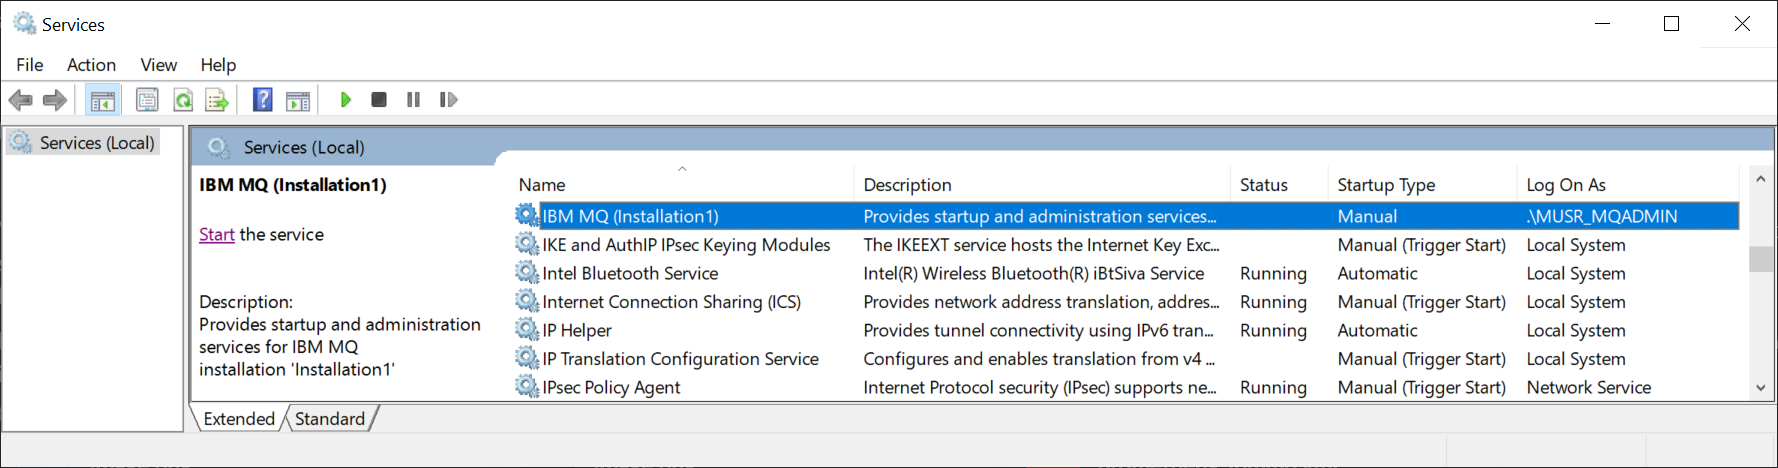 Services
File Action View Help
Services (Local)
Services (Local)
IBM MQ (Installation1)
Start the service
Description:
Provides startup and administration
services for IBM MQ
installation 'Installation1'
Name Description Status Startup Type Log On As
IBM MQ (Installation1) Provides startup and administration services... Manual .\MUSR_MQADMIN
IKE and AuthIP IPsec Keying Modules The IKEEXT service hosts the Internet Key Exc... Manual (Trigger Start) Local System
Intel Bluetooth Service Intel(R) Wireless Bluetooth(R) iBtSiva Service Running Automatic Local System
Internet Connection Sharing (ICS) Provides network address translation, addres... Running Manual (Trigger Start) Local System
IP Helper Provides tunnel connectivity using IPv6 tran... Running Automatic Local System
IP Translation Configuration Service Configures and enables translation from v4 ... Manual (Trigger Start) Local System
IPsec Policy Agent Internet Protocol security (IPsec) supports ne... Running Manual (Trigger Start) Network Service
Extended Standard